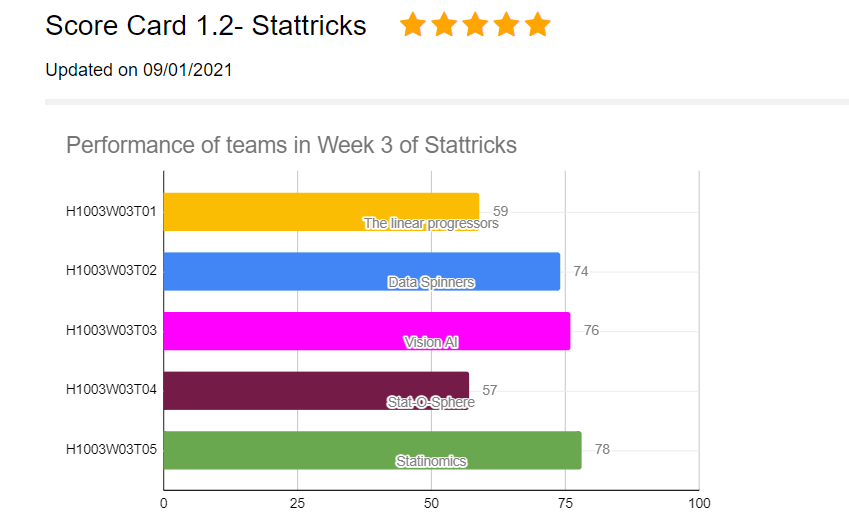 Score Card 1.2- Stattricks
Updated on 09/01/2021
Performance of teams in Week 3 of Stattricks
H1003W03T01 59
The linear progressors
H1003W03T02 74
Data Spinners
H1003W03T03 76
Vision AI
H1003W03T04 57
Stat-O-Sphere
H1003W03T05 78
Statinomics
0 25 50 75 100